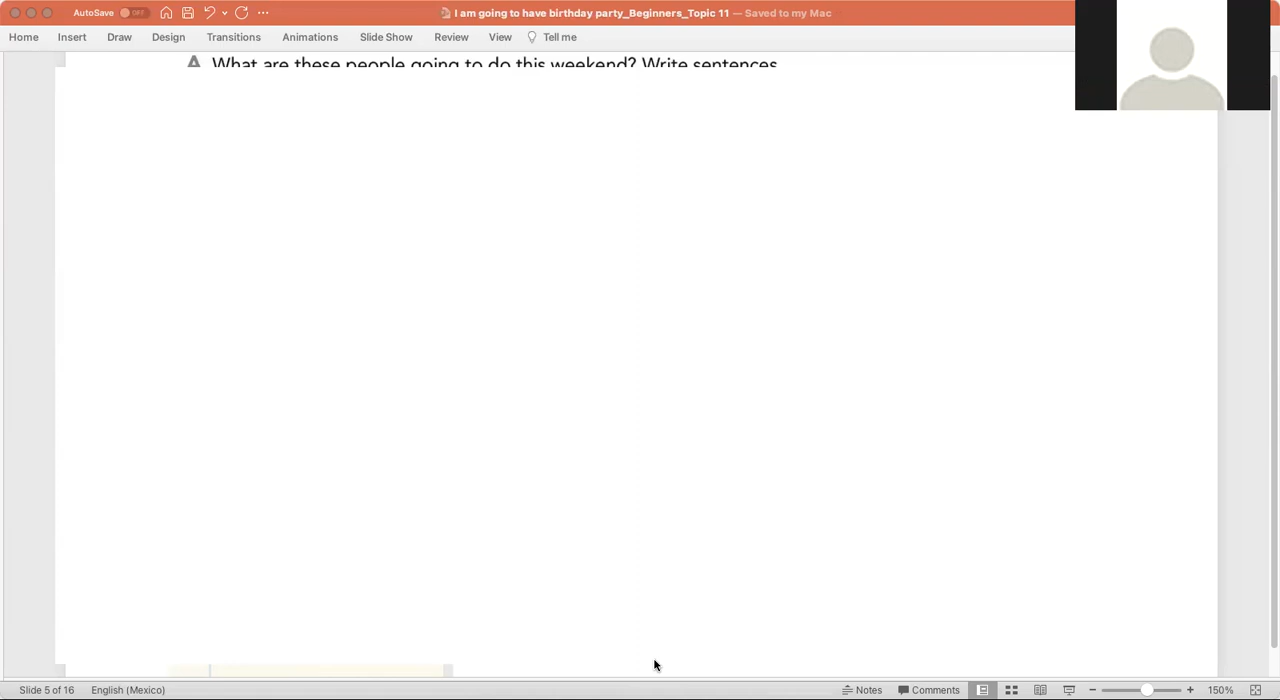 AutoSave OFF
I am going to have birthday party_Beginners_Topic 11 — Saved to my Mac
Home Insert Draw Design Transitions Animations Slide Show Review View Tell me
A What are these people going to do this weekend? Write sentences
Slide 5 of 16 English (Mexico) Notes Comments 150%